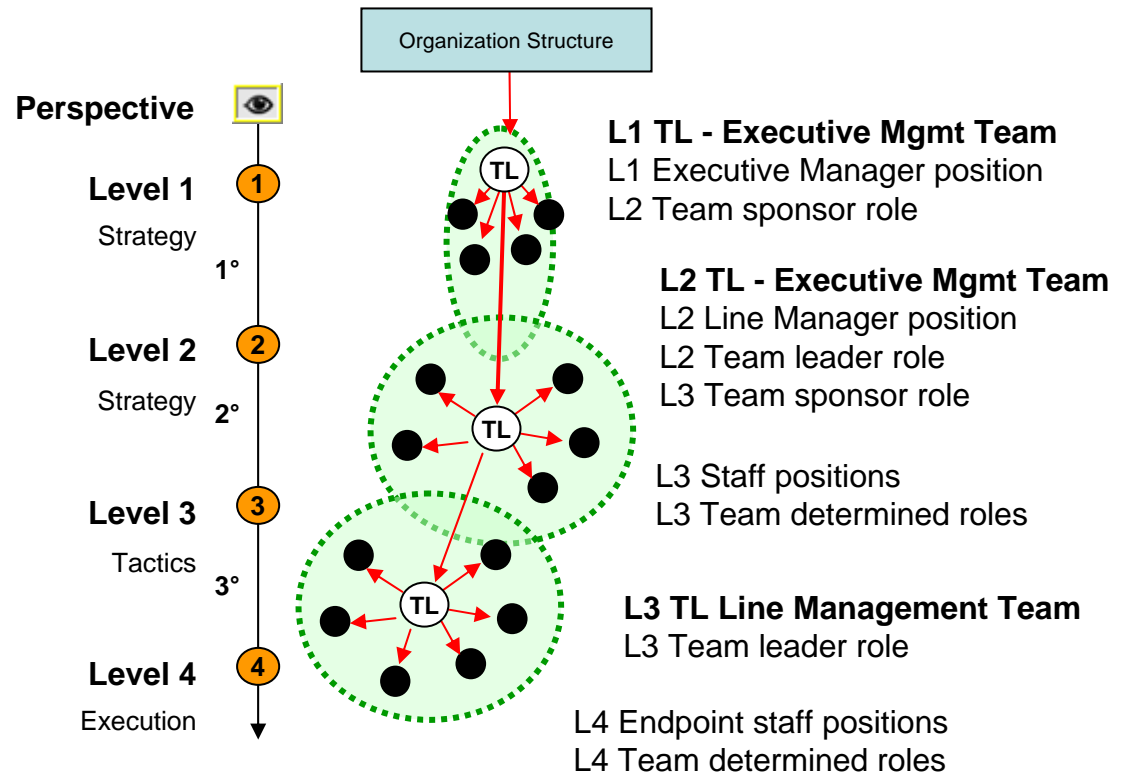 Organization Structure
Perspective
L1 TL - Executive Mgmt Team
L1 Executive Manager position
L2 Team sponsor role
TL
Level 1
1
Strategy
1°
L2 TL - Executive Mgmt Team
L2 Line Manager position
L2 Team leader role
L3 Team sponsor role
Level 2
2
Strategy
2°
TL
L3 Staff positions
L3 Team determined roles
Level 3
3
Tactics
3°
TL
L3 TL Line Management Team
L3 Team leader role
Level 4
4
Execution
L4 Endpoint staff positions
L4 Team determined roles